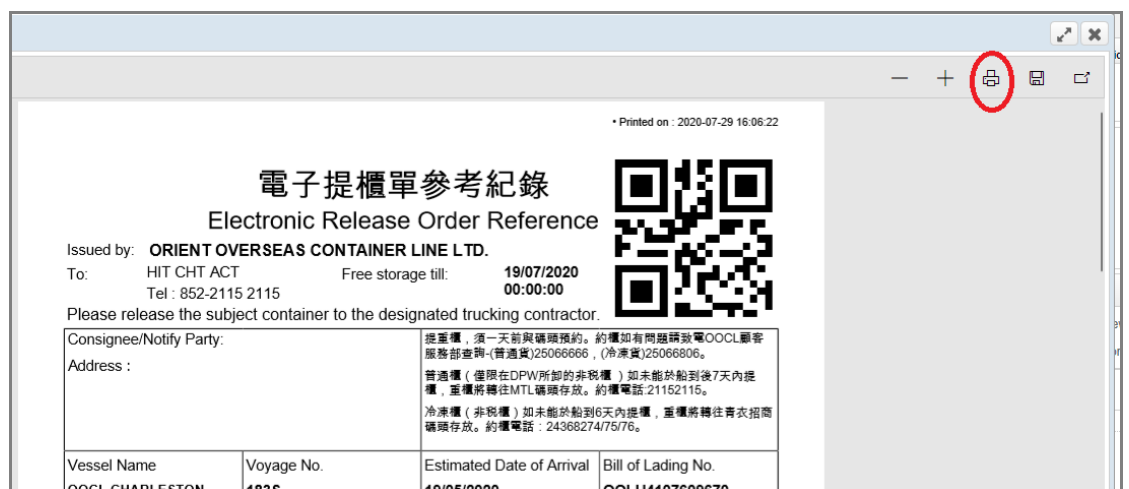 • Printed on : 2020-07-29 16:06:22
電子提櫃單參考紀錄
Electronic Release Order Reference
Issued by: ORIENT OVERSEAS CONTAINER LINE LTD.
To: HIT CHT ACT Free storage till: 19/07/2020
Tel : 852-2115 2115 00:00:00
Please release the subject container to the designated trucking contractor.
Consignee/Notify Party:
Address :
提重櫃，須一天前與碼頭預約。約櫃如有問題請致電OOCL顧客
服務部查詢-(普通貨)25066666，(冷凍貨)25066806。
普通櫃（僅限在DPW所卸的非税櫃）如未能於船到後7天內提
櫃，重櫃將轉往MTL碼頭存放。約櫃電話:21152115。
冷凍櫃（非税櫃）如未能於船到6天內提櫃，重櫃將轉往青衣招商
碼頭存放。約櫃電話：24368274/75/76。
Vessel Name Voyage No. Estimated Date of Arrival Bill of Lading No.
OOCL CHARLESTON 183S 19/05/2020